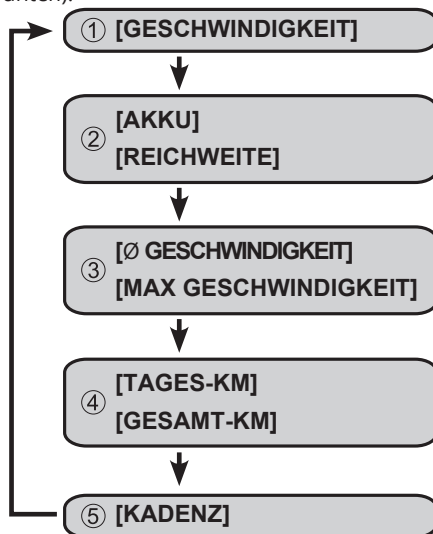 ① [GESCHWINDIGKEIT]
② [AKKU]
[REICHWEITE]
③ [Ø GESCHWINDIGKEIT]
[MAX GESCHWINDIGKEIT]
④ [TAGES-KM]
[GESAMT-KM]
⑤ [KADENZ]